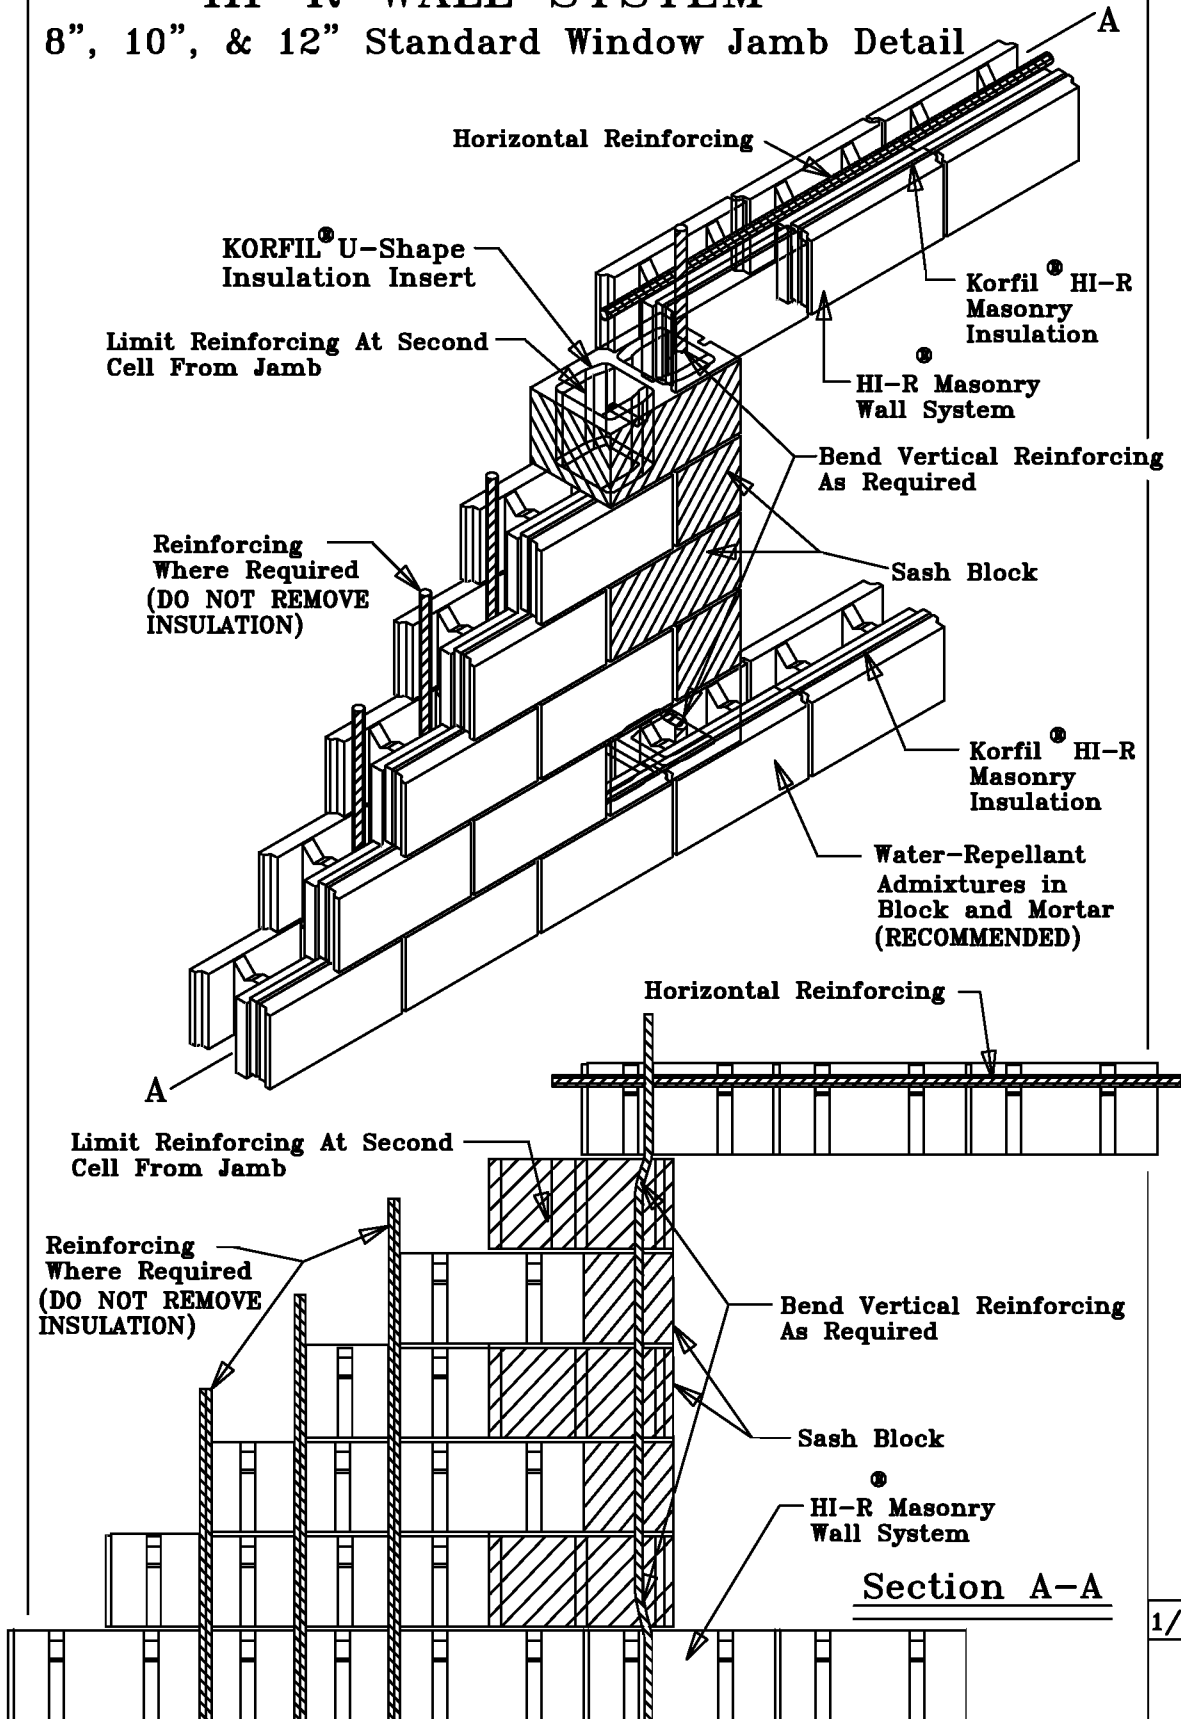 HI-R WALL SYSTEM
8”, 10”, & 12” Standard Window Jamb Detail
A
Horizontal Reinforcing
KORFIL® U-Shape
Insulation Insert
Limit Reinforcing At Second
Cell From Jamb
Korfil® HI-R
Masonry
Insulation
®
HI-R Masonry
Wall System
Bend Vertical Reinforcing
As Required
Reinforcing
Where Required
(DO NOT REMOVE
INSULATION)
Sash Block
Korfil® HI-R
Masonry
Insulation
Water-Repellant
Admixtures in
Block and Mortar
(RECOMMENDED)
A
Horizontal Reinforcing
Limit Reinforcing At Second
Cell From Jamb
Reinforcing
Where Required
(DO NOT REMOVE
INSULATION)
Bend Vertical Reinforcing
As Required
Sash Block
®
HI-R Masonry
Wall System
Section A-A
1/